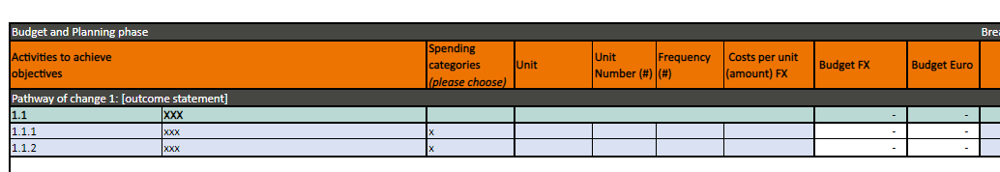 Budget and Planning phase Brea
Activities to achieve objectives Spending categories (please choose) Unit Unit Number (#) Frequency (#) Costs per unit (amount) FX Budget FX Budget Euro
Pathway of change 1: [outcome statement]
1.1 XXX - -
1.1.1 xxx x - -
1.1.2 xxx x - -